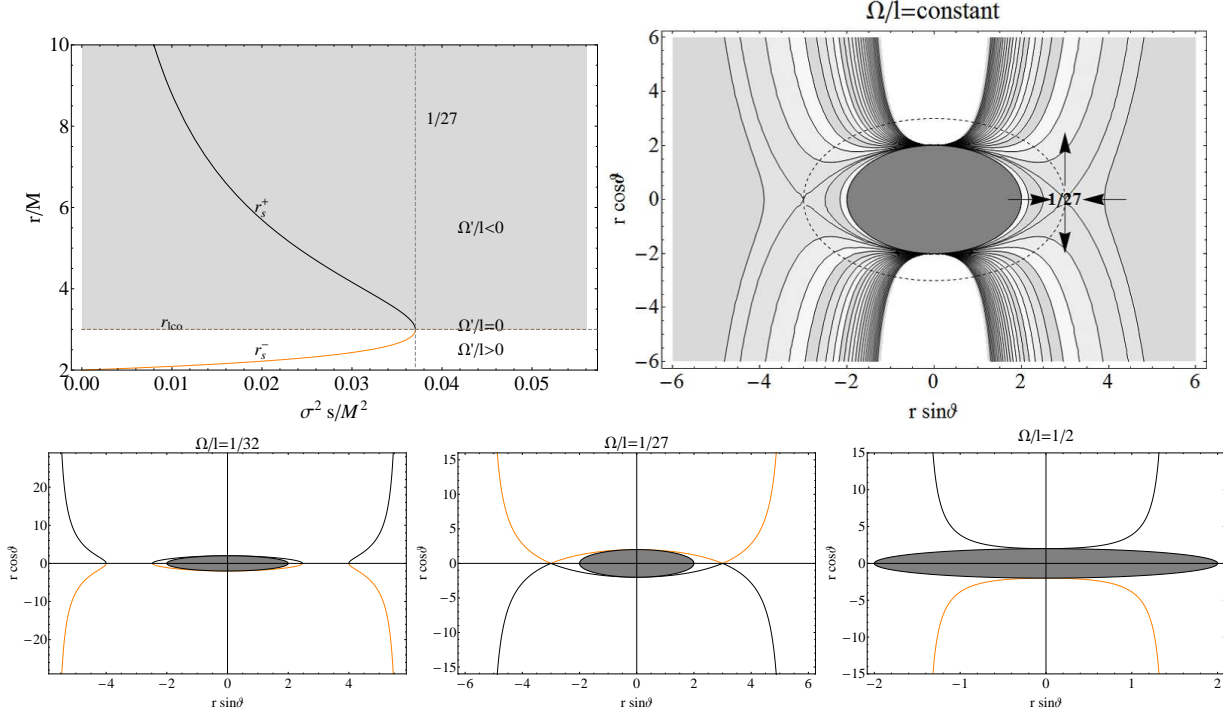 10
8
6
4
2
r/M
0.00 0.01 0.02 0.03 0.04 0.05
σ² s/M²
1/27
r_s^+
Ω'/l<0
r_lco
Ω'/l=0
r_s^-
Ω'/l>0
Ω/l=constant
6
4
2
0
−2
−4
−6
r cosϑ
1/27
−6 −4 −2 0 2 4 6
r sinϑ
Ω/l=1/32
20
10
0
−10
−20
r cosϑ
−4 −2 0 2 4
r sinϑ
Ω/l=1/27
15
10
5
0
−5
−10
−15
r cosϑ
−6 −4 −2 0 2 4 6
r sinϑ
Ω/l=1/2
15
10
5
0
−5
−10
−15
r cosϑ
−2 −1 0 1 2
r sinϑ